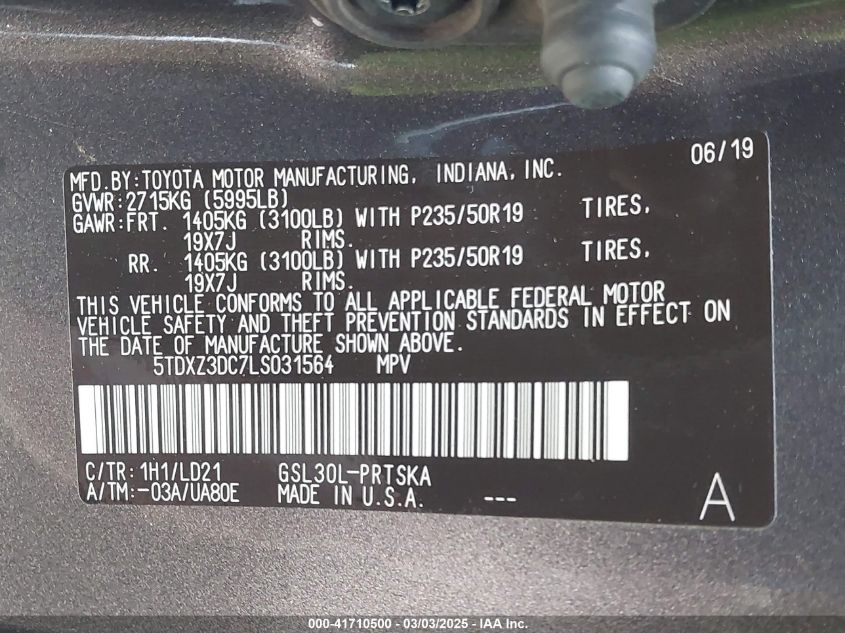 06/19
MFD.BY:TOYOTA MOTOR MANUFACTURING, INDIANA, INC.
GVWR:2715KG (5995LB)
GAWR:FRT. 1405KG (3100LB) WITH P235/50R19 TIRES,
19X7J RIMS.
RR. 1405KG (3100LB) WITH P235/50R19 TIRES,
19X7J RIMS.
THIS VEHICLE CONFORMS TO ALL APPLICABLE FEDERAL MOTOR
VEHICLE SAFETY AND THEFT PREVENTION STANDARDS IN EFFECT ON
THE DATE OF MANUFACTURE SHOWN ABOVE.
5TDXZ3DC7LS031564 MPV
C/TR: 1H1/LD21 GSL30L-PRTSKA
A/TM:-03A/UA80E MADE IN U.S.A. --- A
000-41710500 - 03/03/2025 - IAA Inc.